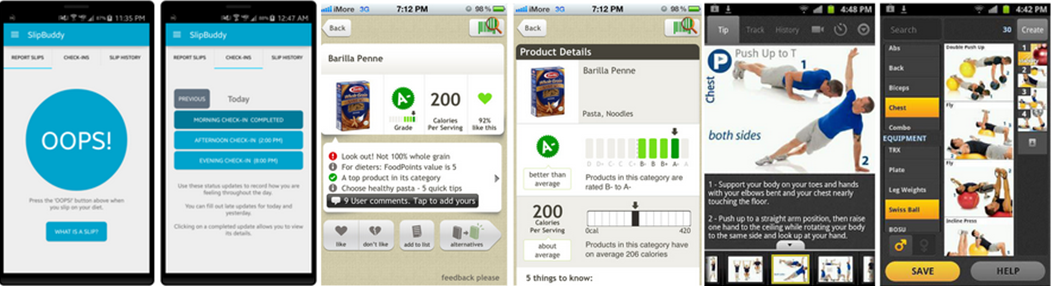 11:35 PM
SlipBuddy
REPORT SLIPS CHECK-INS SLIP HISTORY
OOPS!
Press the 'OOPS!' button above when
you slip on your diet.
WHAT IS A SLIP?
12:47 AM
SlipBuddy
REPORT SLIPS CHECK-INS SLIP HISTORY
PREVIOUS Today
MORNING CHECK-IN COMPLETED
AFTERNOON CHECK-IN (2:00 PM)
EVENING CHECK-IN (8:00 PM)
Use these status updates to record how you are
feeling throughout the day.
You can fill out late updates for today and
yesterday.
Clicking on a completed update allows you to view
its details.
iMore 3G 7:12 PM 98%
Back
Barilla Penne
A-
Grade
200
Calories
Per Serving
92%
like this
Look out! Not 100% whole grain
For dieters: FoodPoints value is 5
A top product in its category
Choose healthy pasta - 5 quick tips
9 User comments. Tap to add yours
like
don't like
add to list
alternatives
feedback please
iMore 3G 7:12 PM 98%
Back
Product Details
Barilla Penne
Pasta, Noodles
A-
better than
average
D D+ C- C C+ B- B B+ A- A
Products in this category are
rated B- to A-
200
Calories
Per Serving
about
average
0cal 420
Products in this category have
on average 206 calories
5 things to know:
4:48 PM
Tip Track History
P
Chest
Push Up to T
1
both sides
2
1 - Support your body on your toes and hands
with your elbows bent and your chest nearly
touching the floor.
2 - Push up to a straight arm position, then raise
one hand to the ceiling while rotating your
body to the same side and look up at your hand.
4:42 PM
Search 30 Create
Abs
Back
Biceps
Chest
Combo
EQUIPMENT
TRX
Plate
Leg Weights
Swiss Ball
BOSU
Double Push Up
Fly
Fly
Incline Press
1
2
3
4
SAVE HELP